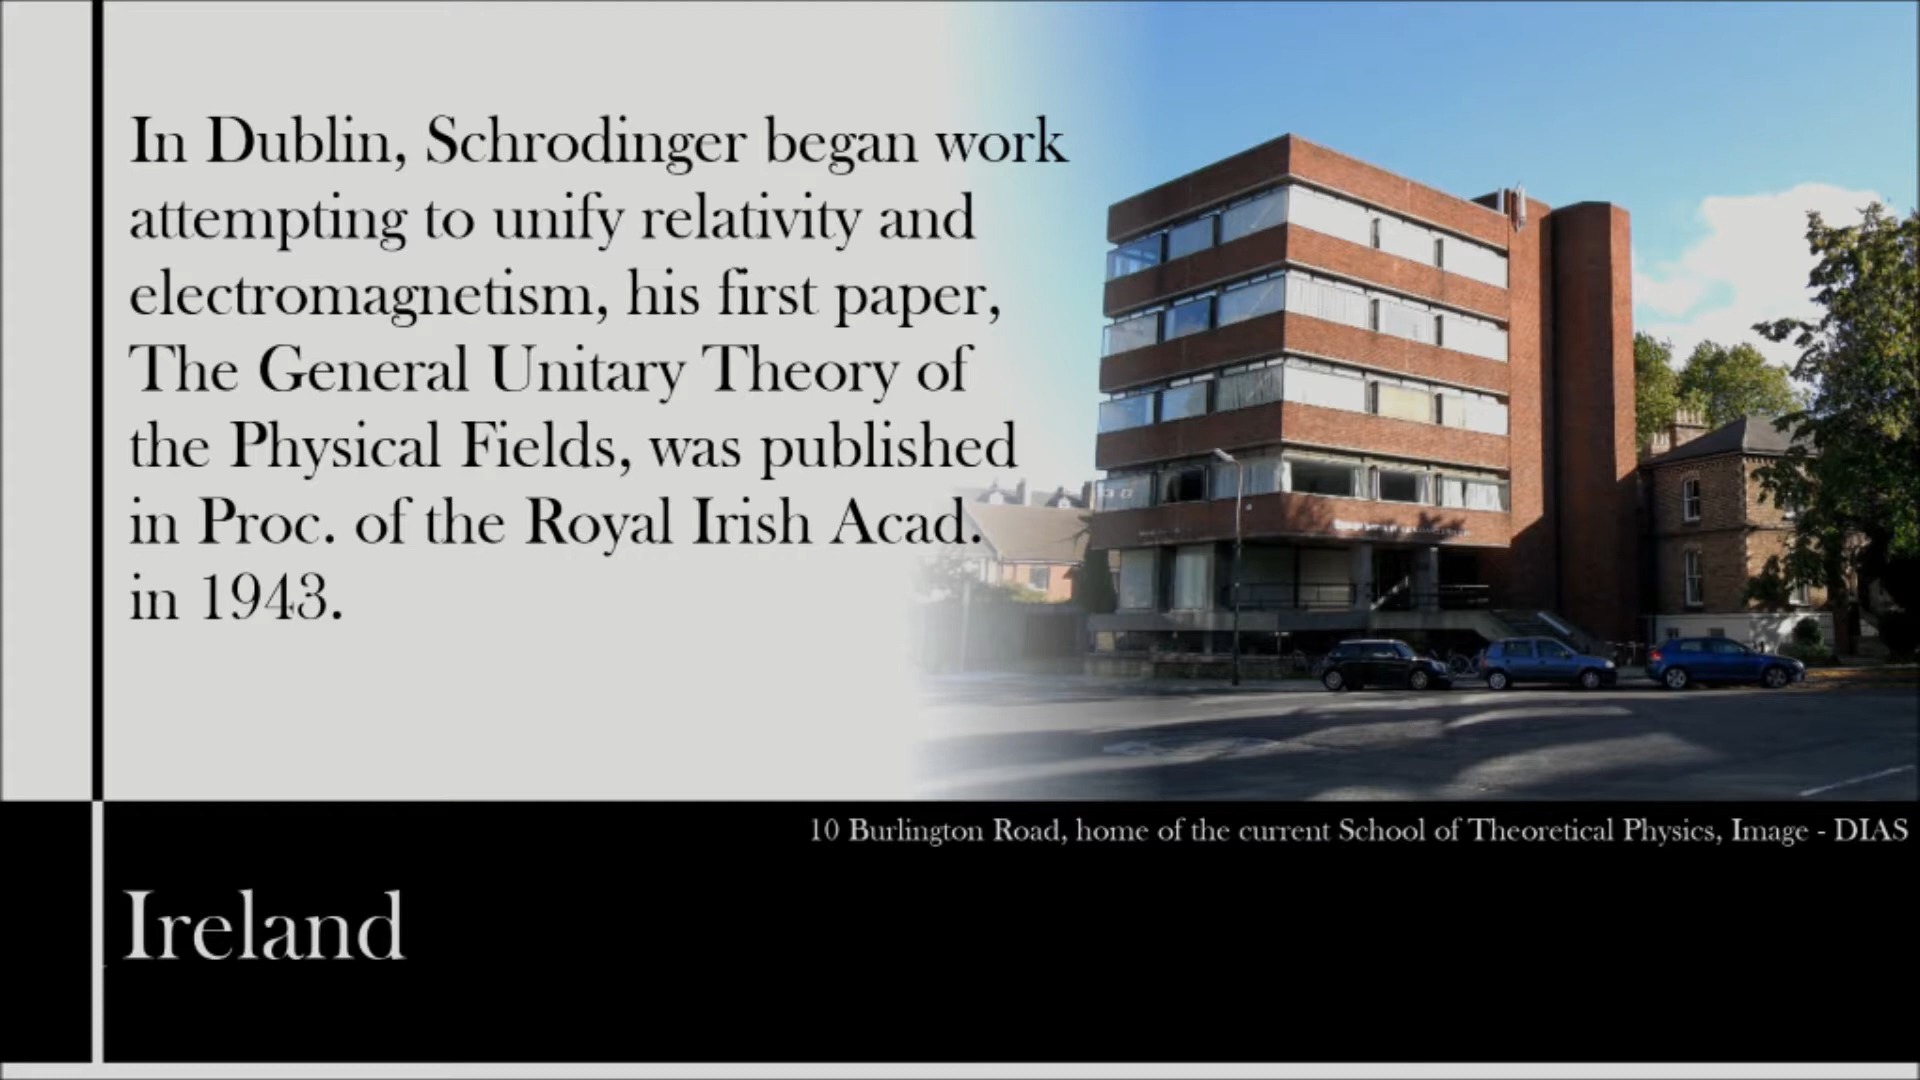 In Dublin, Schrodinger began work
attempting to unify relativity and
electromagnetism, his first paper,
The General Unitary Theory of
the Physical Fields, was published
in Proc. of the Royal Irish Acad.
in 1943.
10 Burlington Road, home of the current School of Theoretical Physics, Image - DIAS
Ireland